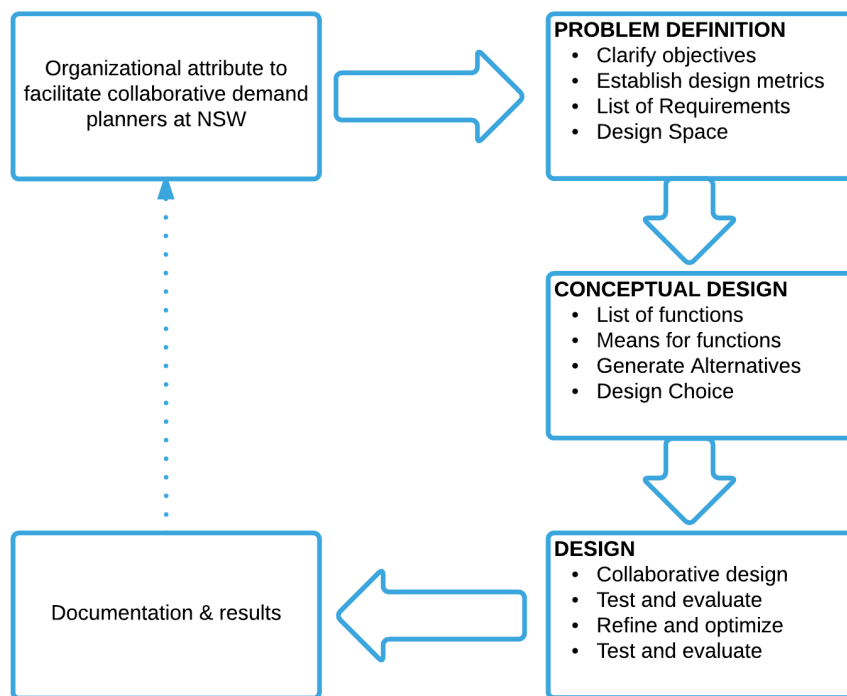 Organizational attribute to
facilitate collaborative demand
planners at NSW
PROBLEM DEFINITION
• Clarify objectives
• Establish design metrics
• List of Requirements
• Design Space
CONCEPTUAL DESIGN
• List of functions
• Means for functions
• Generate Alternatives
• Design Choice
DESIGN
• Collaborative design
• Test and evaluate
• Refine and optimize
• Test and evaluate
Documentation & results